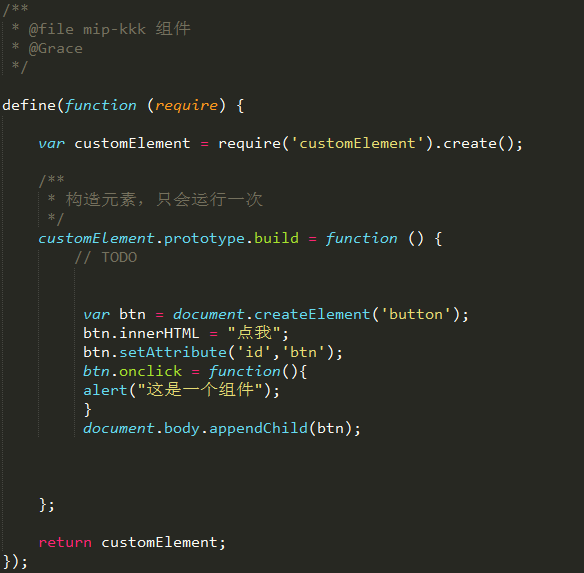 /**
 * @file mip-kkk 组件
 * @Grace
 */
define(function (require) {
    var customElement = require('customElement').create();
    /**
     * 构造元素，只会运行一次
     */
    customElement.prototype.build = function () {
        // TODO
         var btn = document.createElement('button');
         btn.innerHTML = "点我";
         btn.setAttribute('id','btn');
         btn.onclick = function(){
         alert("这是一个组件");
         }
         document.body.appendChild(btn);
    };
    return customElement;
});